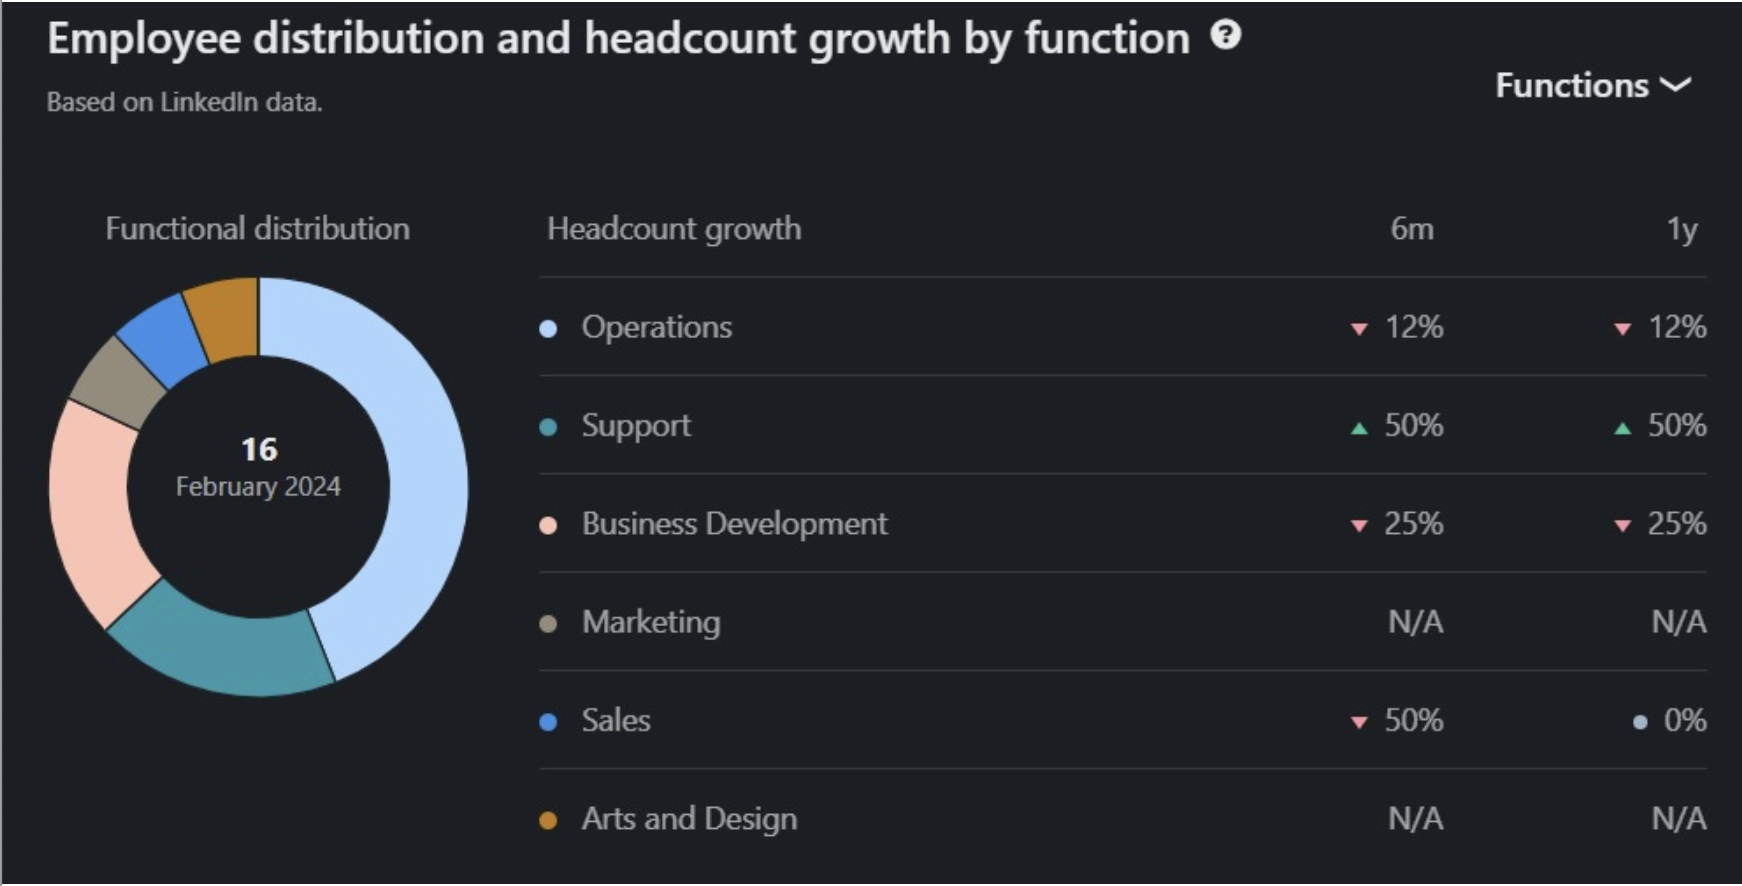 Employee distribution and headcount growth by function ?
Based on LinkedIn data.
Functions
Functional distribution
16
February 2024
Headcount growth 6m 1y
Operations 12% 12%
Support 50% 50%
Business Development 25% 25%
Marketing N/A N/A
Sales 50% 0%
Arts and Design N/A N/A